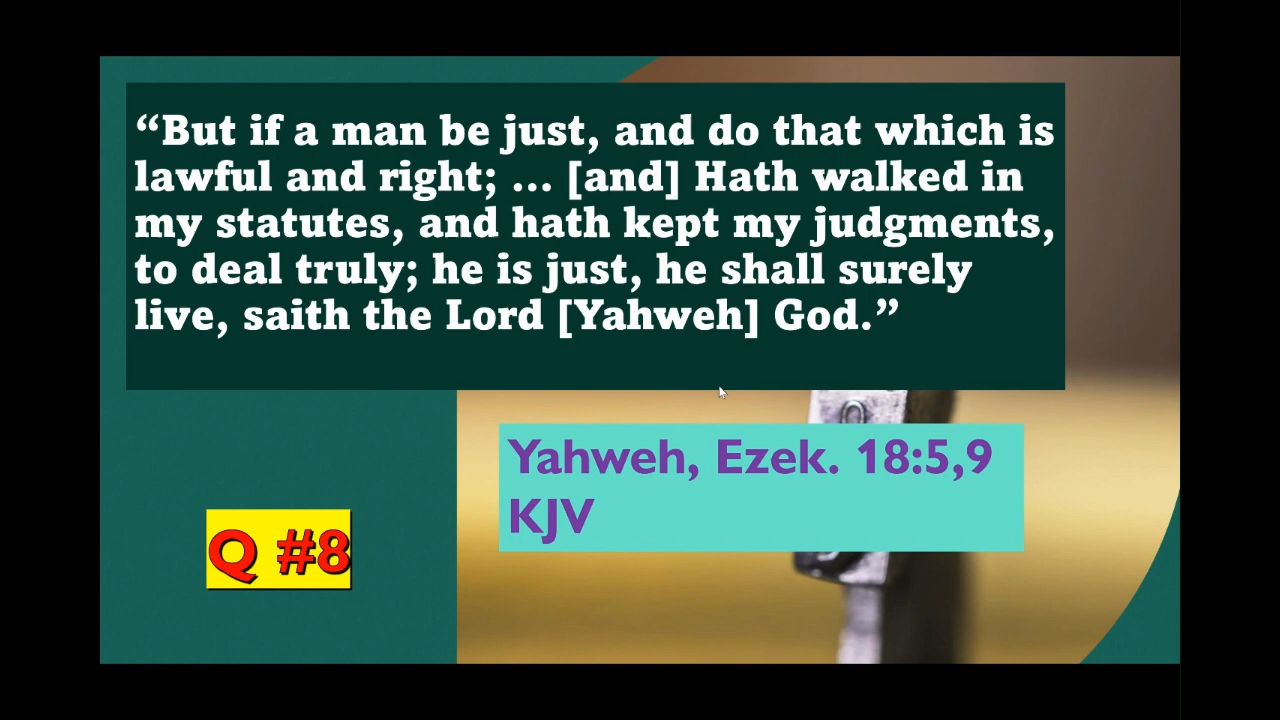 “But if a man be just, and do that which is
lawful and right; ... [and] Hath walked in
my statutes, and hath kept my judgments,
to deal truly; he is just, he shall surely
live, saith the Lord [Yahweh] God.”
Yahweh, Ezek. 18:5,9
KJV
Q #8